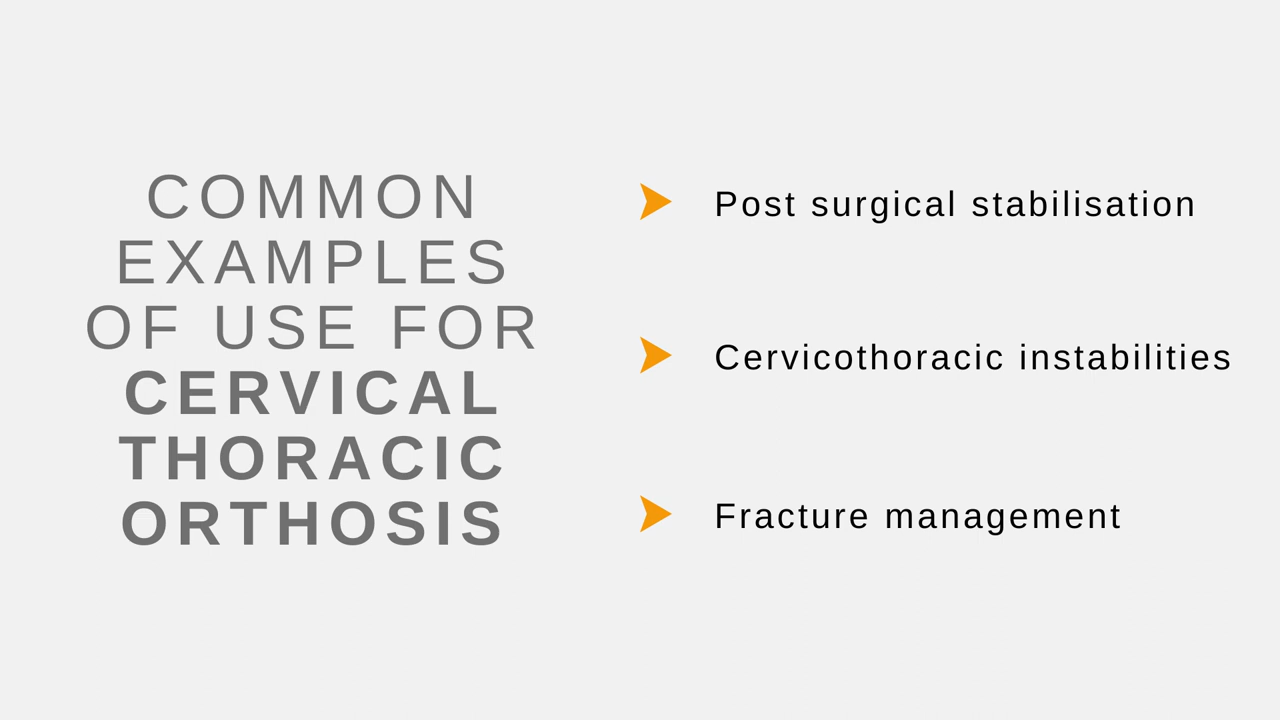 COMMON
EXAMPLES
OF USE FOR
CERVICAL
THORACIC
ORTHOSIS
Post surgical stabilisation
Cervicothoracic instabilities
Fracture management